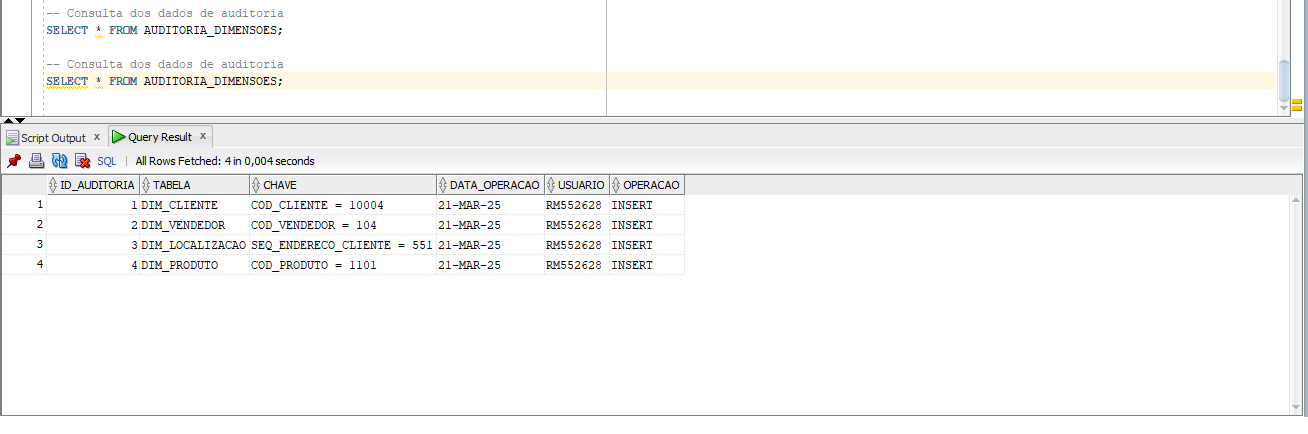 -- Consulta dos dados de auditoria
SELECT * FROM AUDITORIA_DIMENSOES;
-- Consulta dos dados de auditoria
SELECT * FROM AUDITORIA_DIMENSOES;
Script Output x Query Result x
SQL | All Rows Fetched: 4 in 0,004 seconds
ID_AUDITORIA TABELA CHAVE DATA_OPERACAO USUARIO OPERACAO
1 1 DIM_CLIENTE COD_CLIENTE = 10004 21-MAR-25 RM552628 INSERT
2 2 DIM_VENDEDOR COD_VENDEDOR = 104 21-MAR-25 RM552628 INSERT
3 3 DIM_LOCALIZACAO SEQ_ENDERECO_CLIENTE = 551 21-MAR-25 RM552628 INSERT
4 4 DIM_PRODUTO COD_PRODUTO = 1101 21-MAR-25 RM552628 INSERT